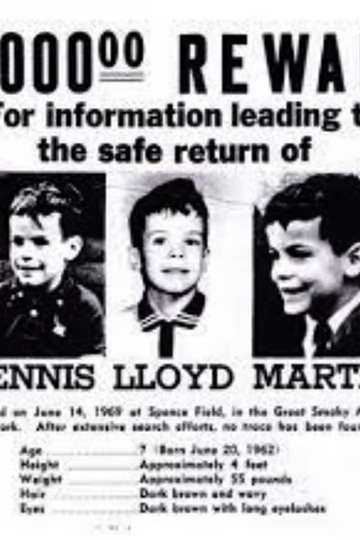 000⁰⁰ REWA
for information leading t
the safe return of
ENNIS LLOYD MART
d on June 14, 1969 at Spence Field, in the Great Smoky
ork. After extensive search efforts, no trace has been foun
Age 7 (Born June 20, 1962)
Height Approximately 4 feet
Weight Approximately 55 pounds
Hair Dark brown and wavy
Eyes Dark brown with long eyelashes